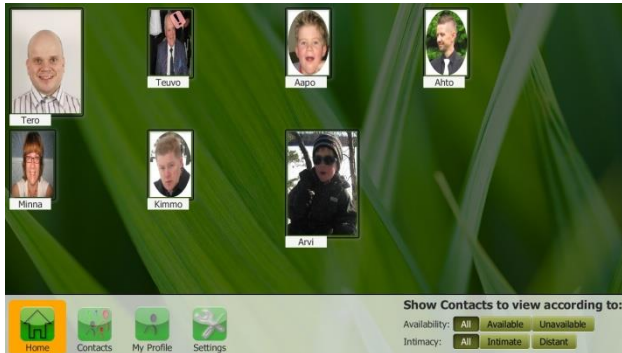 Tero
Teuvo
Aapo
Ahto
Minna
Kimmo
Arvi
Home
Contacts
My Profile
Settings
Show Contacts to view according to:
Availability: All Available Unavailable
Intimacy: All Intimate Distant